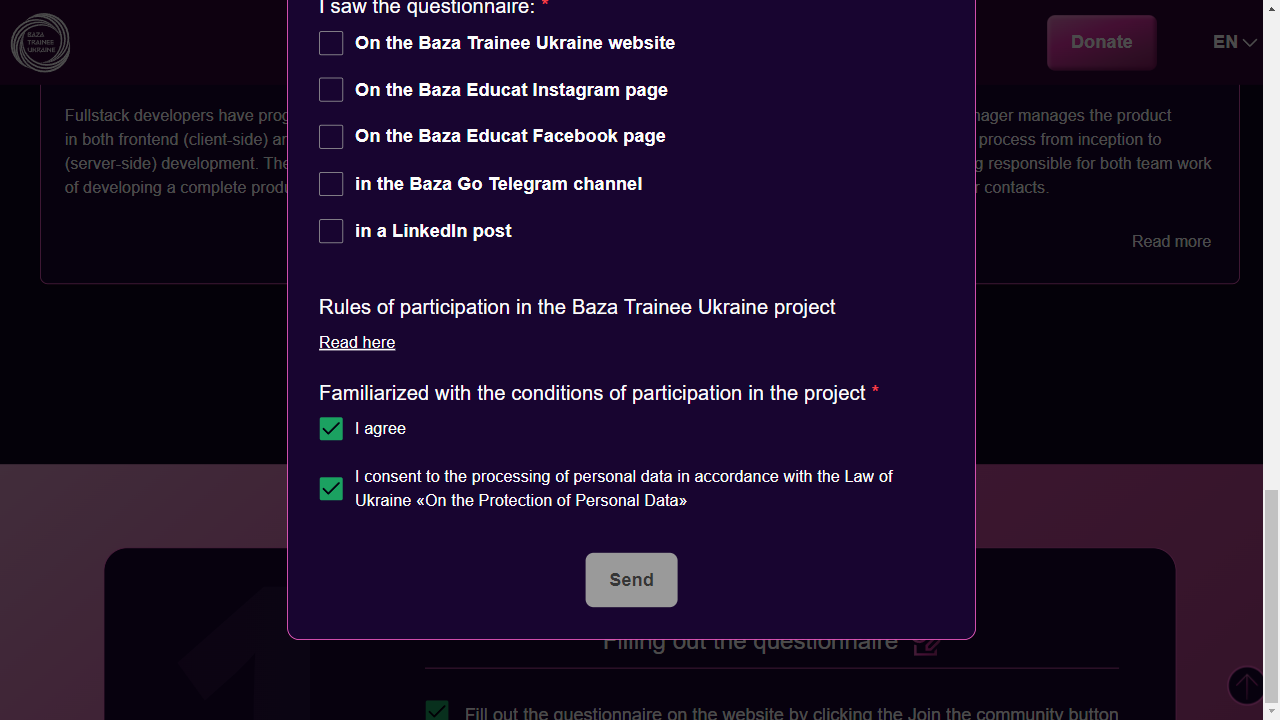 I saw the questionnaire: *
BAZA
TRAINEE
UKRAINE
Donate
EN
On the Baza Trainee Ukraine website
On the Baza Educat Instagram page
On the Baza Educat Facebook page
in the Baza Go Telegram channel
in a LinkedIn post
Fullstack developers have
in both frontend (client-side)
(server-side) development.
of developing a complete
manages the product
process from inception to
responsible for both team work
contacts.
Read more
Rules of participation in the Baza Trainee Ukraine project
Read here
Familiarized with the conditions of participation in the project *
I agree
I consent to the processing of personal data in accordance with the Law of
Ukraine «On the Protection of Personal Data»
Send
1
Filling out the questionnaire
Fill out the questionnaire on the website by clicking the Join the community button